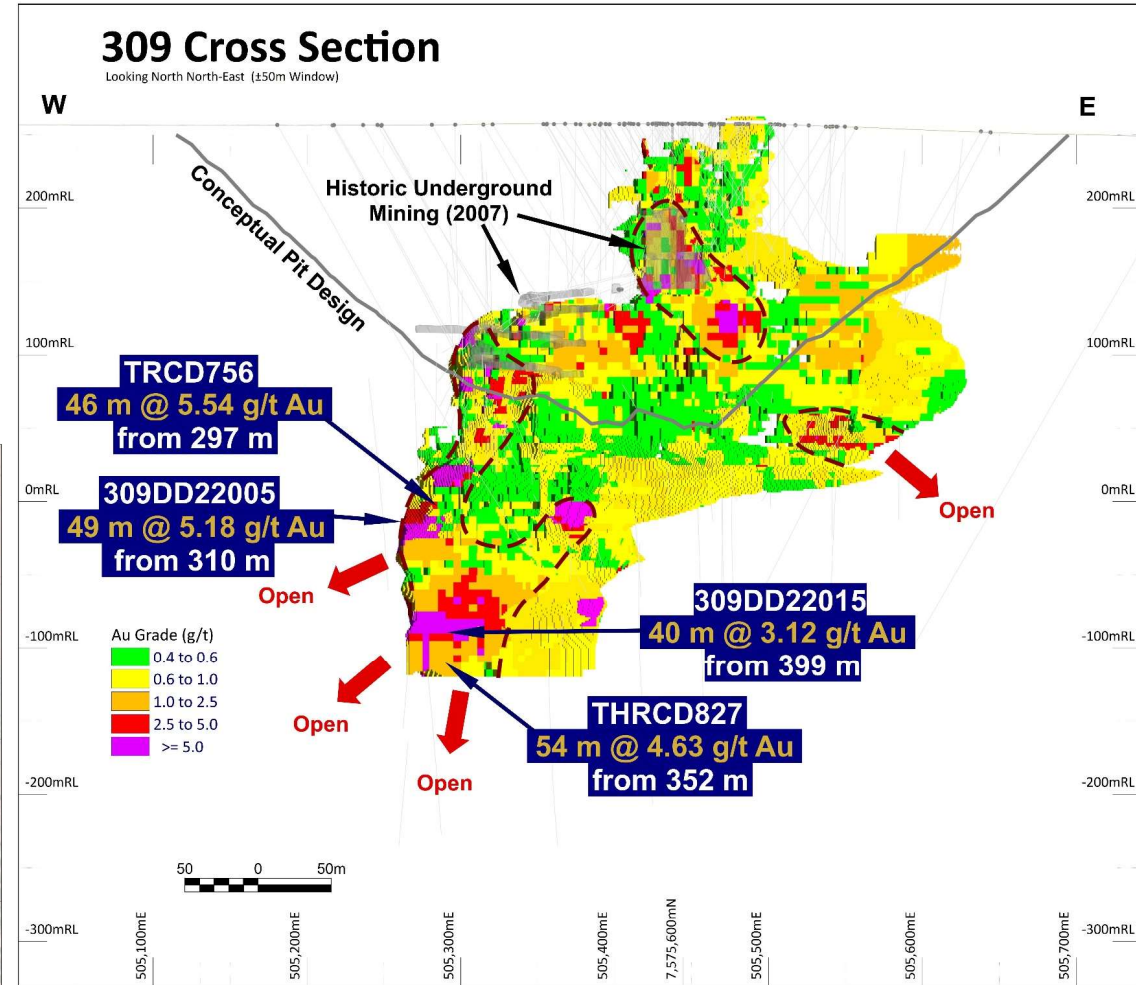 309 Cross Section
Looking North North-East (±50m Window)
W
E
200mRL
200mRL
Conceptual Pit Design
Historic Underground
Mining (2007)
100mRL
100mRL
TRCD756
46 m @ 5.54 g/t Au
from 297 m
0mRL
0mRL
309DD22005
49 m @ 5.18 g/t Au
from 310 m
Open
Open
309DD22015
40 m @ 3.12 g/t Au
from 399 m
-100mRL
-100mRL
Au Grade (g/t)
0.4 to 0.6
0.6 to 1.0
1.0 to 2.5
2.5 to 5.0
>= 5.0
Open
THRCD827
54 m @ 4.63 g/t Au
from 352 m
Open
-200mRL
-200mRL
50 0 50m
-300mRL
-300mRL
505,100mE
505,200mE
505,300mE
505,400mE
7,575,600mN
505,500mE
505,600mE
505,700mE